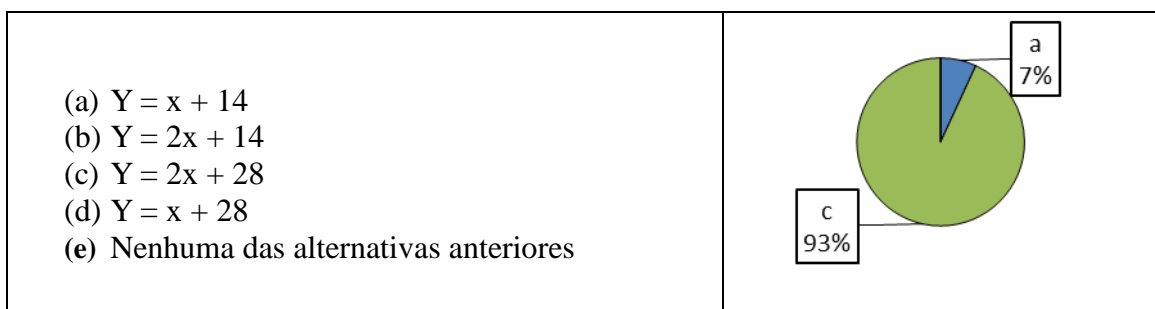 (a) Y = x + 14
(b) Y = 2x + 14
(c) Y = 2x + 28
(d) Y = x + 28
(e) Nenhuma das alternativas anteriores
a
7%
c
93%